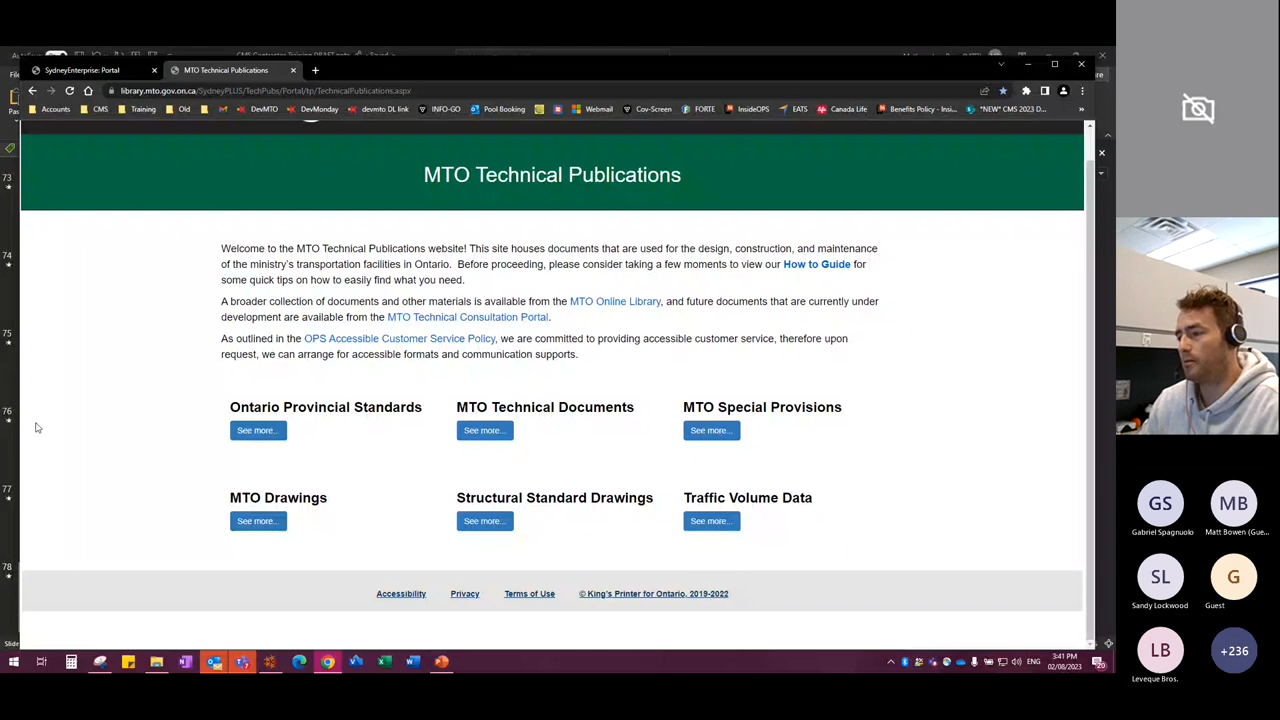 SydneyEnterprise: Portal
MTO Technical Publications
library.mto.gov.on.ca/SydneyPLUS/TechPubs/Portal/tp/TechnicalPublications.aspx
Accounts CMS Training Old DevMTO DevMonday devmto DL link INFO-GO Pool Booking Webmail Cov-Screen FORTE InsideOPS EATS Canada Life Benefits Policy - Insi... *NEW* CMS 2023 D...
MTO Technical Publications
Welcome to the MTO Technical Publications website! This site houses documents that are used for the design, construction, and maintenance
of the ministry's transportation facilities in Ontario. Before proceeding, please consider taking a few moments to view our How to Guide for
some quick tips on how to easily find what you need.
A broader collection of documents and other materials is available from the MTO Online Library, and future documents that are currently under
development are available from the MTO Technical Consultation Portal.
As outlined in the OPS Accessible Customer Service Policy, we are committed to providing accessible customer service, therefore upon
request, we can arrange for accessible formats and communication supports.
Ontario Provincial Standards
See more...
MTO Technical Documents
See more...
MTO Special Provisions
See more...
MTO Drawings
See more...
Structural Standard Drawings
See more...
Traffic Volume Data
See more...
Accessibility Privacy Terms of Use © King's Printer for Ontario, 2019-2022
73
74
75
76
77
78
ENG
3:41 PM
02/08/2023
20
GS
Gabriel Spagnuolo
MB
Matt Bowen (Gue...
SL
Sandy Lockwood
G
Guest
LB
Leveque Bros.
+236